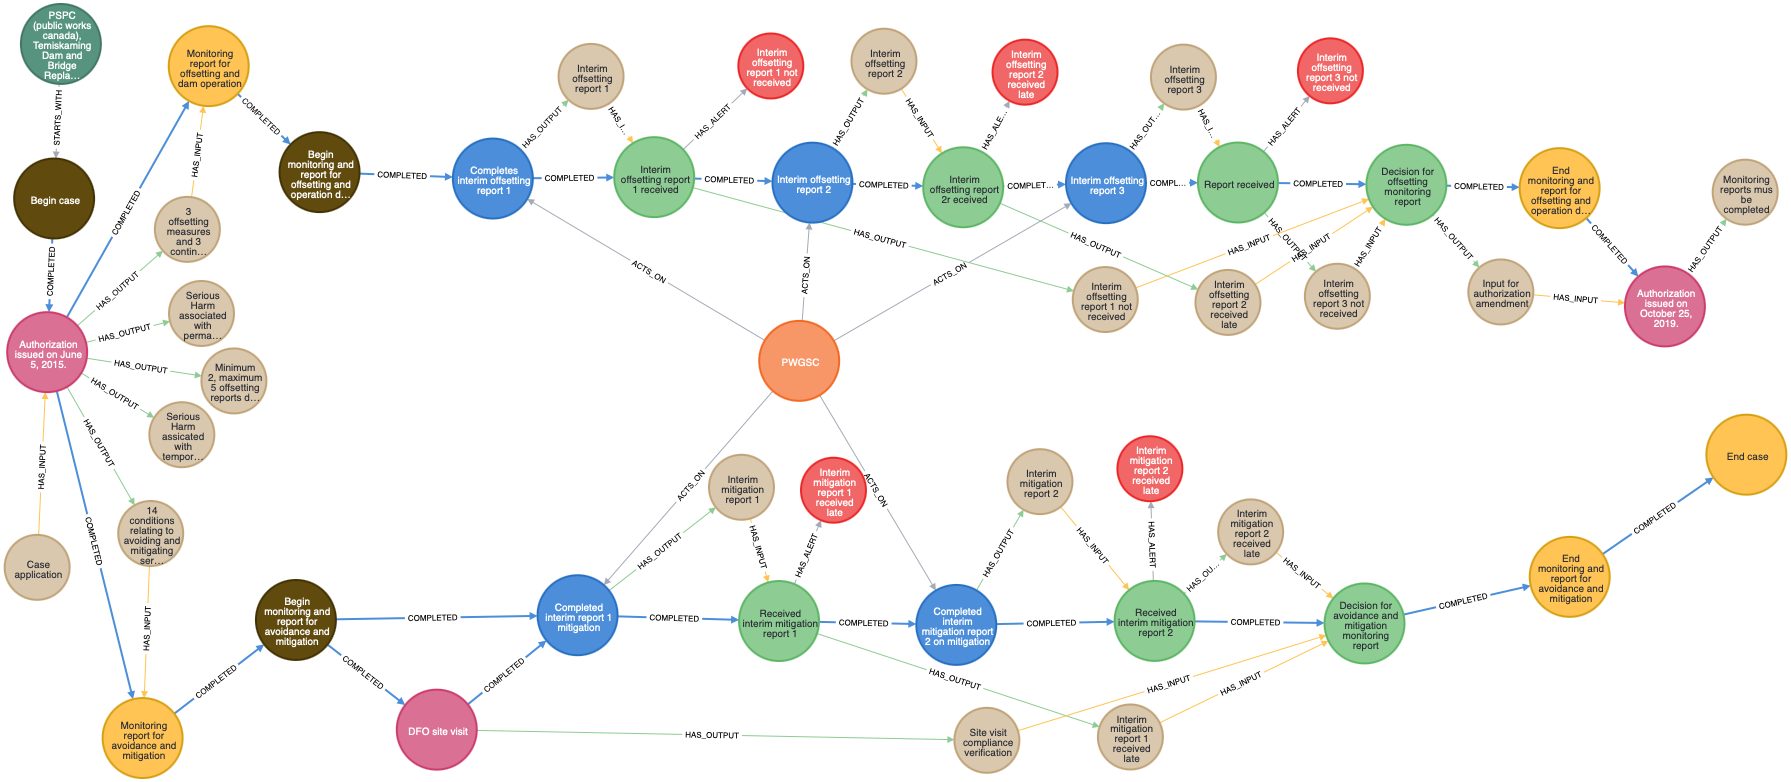 PSPC
(public works
canada),
Temiskaming
Dam and
Bridge
Repla...
STARTS_WITH
Begin case
COMPLETED
Authorization
issued on June
5, 2015.
HAS_INPUT
Case
application
COMPLETED
HAS_OUTPUT
3
offsetting
measures
and 3
contin...
HAS_INPUT
HAS_OUTPUT
Serious
Harm
associated
with
perma...
HAS_OUTPUT
Minimum
2, maximum
5 offsetting
reports d...
HAS_OUTPUT
Serious
Harm
assicated
with
tempor...
HAS_OUTPUT
14
conditions
relating to
avoiding and
mitigating
ser...
COMPLETED
HAS_INPUT
Monitoring
report for
offsetting and
dam operation
COMPLETED
Begin
monitoring and
report for
offsetting and
operation d...
COMPLETED
Completes
interim offsetting
report 1
HAS_OUTPUT
Interim
offsetting
report 1
HAS_I...
COMPLETED
Interim
offsetting report
1 received
HAS_ALERT
Interim
offsetting
report 1 not
received
COMPLETED
Interim offsetting
report 2
HAS_OUTPUT
Interim
offsetting
report 2
HAS_INPUT
COMPLETED
Interim
offsetting report
2r eceived
HAS_ALE...
Interim
offsetting
report 2
received
late
COMPLET...
Interim offsetting
report 3
HAS_OUT...
Interim
offsetting
report 3
HAS_I...
COMPL...
Report received
HAS_ALERT
Interim
offsetting
report 3 not
received
COMPLETED
Decision for
offsetting
monitoring
report
COMPLETED
End
monitoring and
report for
offsetting and
operation d...
COMPLETED
Authorization
issued on
October 25,
2019.
HAS_OUTPUT
Monitoring
reports mus
be
completed
HAS_OUTPUT
Interim
offsetting
report 1 not
received
HAS_INPUT
HAS_OUTPUT
Interim
offsetting
report 2
received
late
HAS_INPUT
HAS_OUTPUT
Interim
offsetting
report 3 not
received
HAS_INPUT
HAS_OUTPUT
Input for
authorization
amendment
HAS_INPUT
PWGSC
ACTS_ON
ACTS_ON
ACTS_ON
ACTS_ON
ACTS_ON
Monitoring
report for
avoidance and
mitigation
COMPLETED
Begin
monitoring and
report for
avoidance and
mitigation
COMPLETED
COMPLETED
DFO site visit
COMPLETED
HAS_OUTPUT
Site visit
compliance
verification
HAS_INPUT
Completed
interim report 1
mitigation
HAS_OUTPUT
Interim
mitigation
report 1
HAS_INPUT
COMPLETED
Received
interim mitigation
report 1
HAS_ALERT
Interim
mitigation
report 1
received
late
HAS_OUTPUT
Interim
mitigation
report 1
received
late
HAS_INPUT
COMPLETED
Completed
interim
mitigation report
2 on mitigation
HAS_OUTPUT
Interim
mitigation
report 2
HAS_INPUT
COMPLETED
Received
interim mitigation
report 2
HAS_ALERT
Interim
mitigation
report 2
received
late
HAS_OU...
Interim
mitigation
report 2
received
late
HAS_INPUT
COMPLETED
Decision for
avoidance and
mitigation
monitoring
report
COMPLETED
End
monitoring and
report for
avoidance and
mitigation
COMPLETED
End case